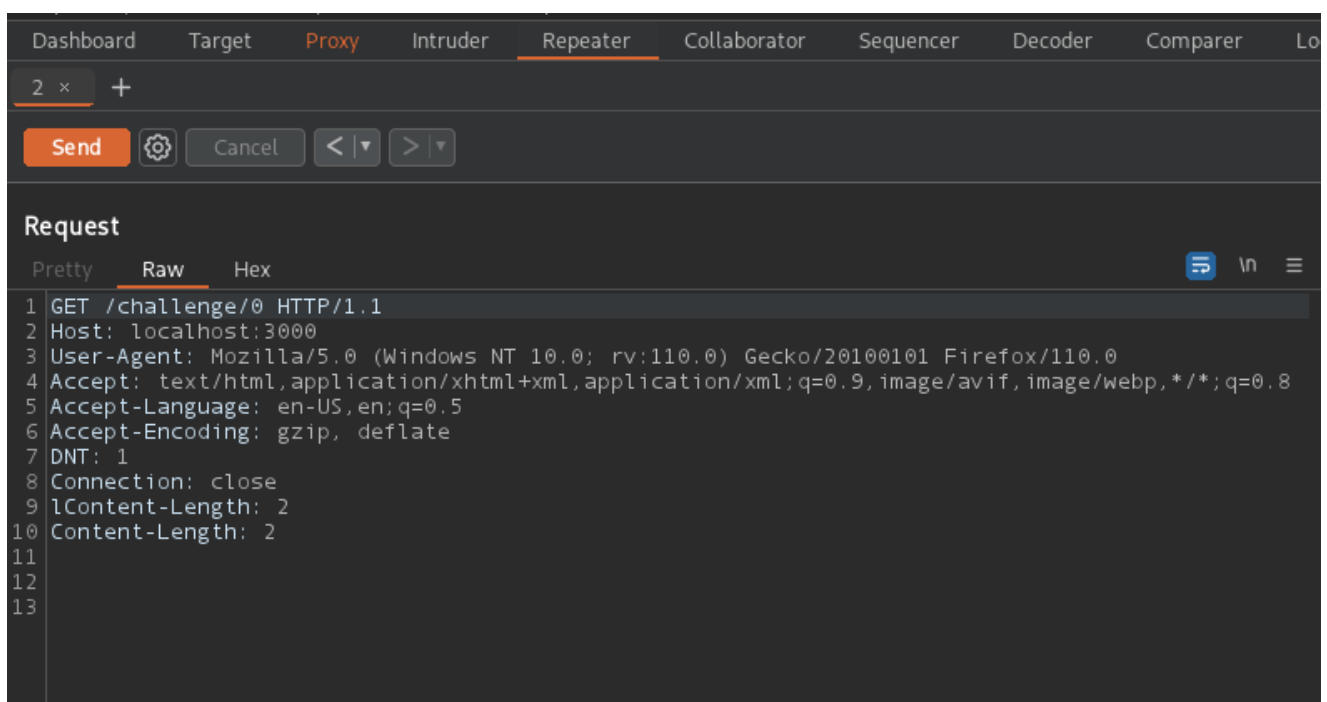 Dashboard Target Proxy Intruder Repeater Collaborator Sequencer Decoder Comparer Lo
2 × +
Send Cancel < ▼ > ▼
Request
Pretty Raw Hex \n ≡
1 GET /challenge/0 HTTP/1.1
2 Host: localhost:3000
3 User-Agent: Mozilla/5.0 (Windows NT 10.0; rv:110.0) Gecko/20100101 Firefox/110.0
4 Accept: text/html,application/xhtml+xml,application/xml;q=0.9,image/avif,image/webp,*/*;q=0.8
5 Accept-Language: en-US,en;q=0.5
6 Accept-Encoding: gzip, deflate
7 DNT: 1
8 Connection: close
9 lContent-Length: 2
10 Content-Length: 2
11
12
13